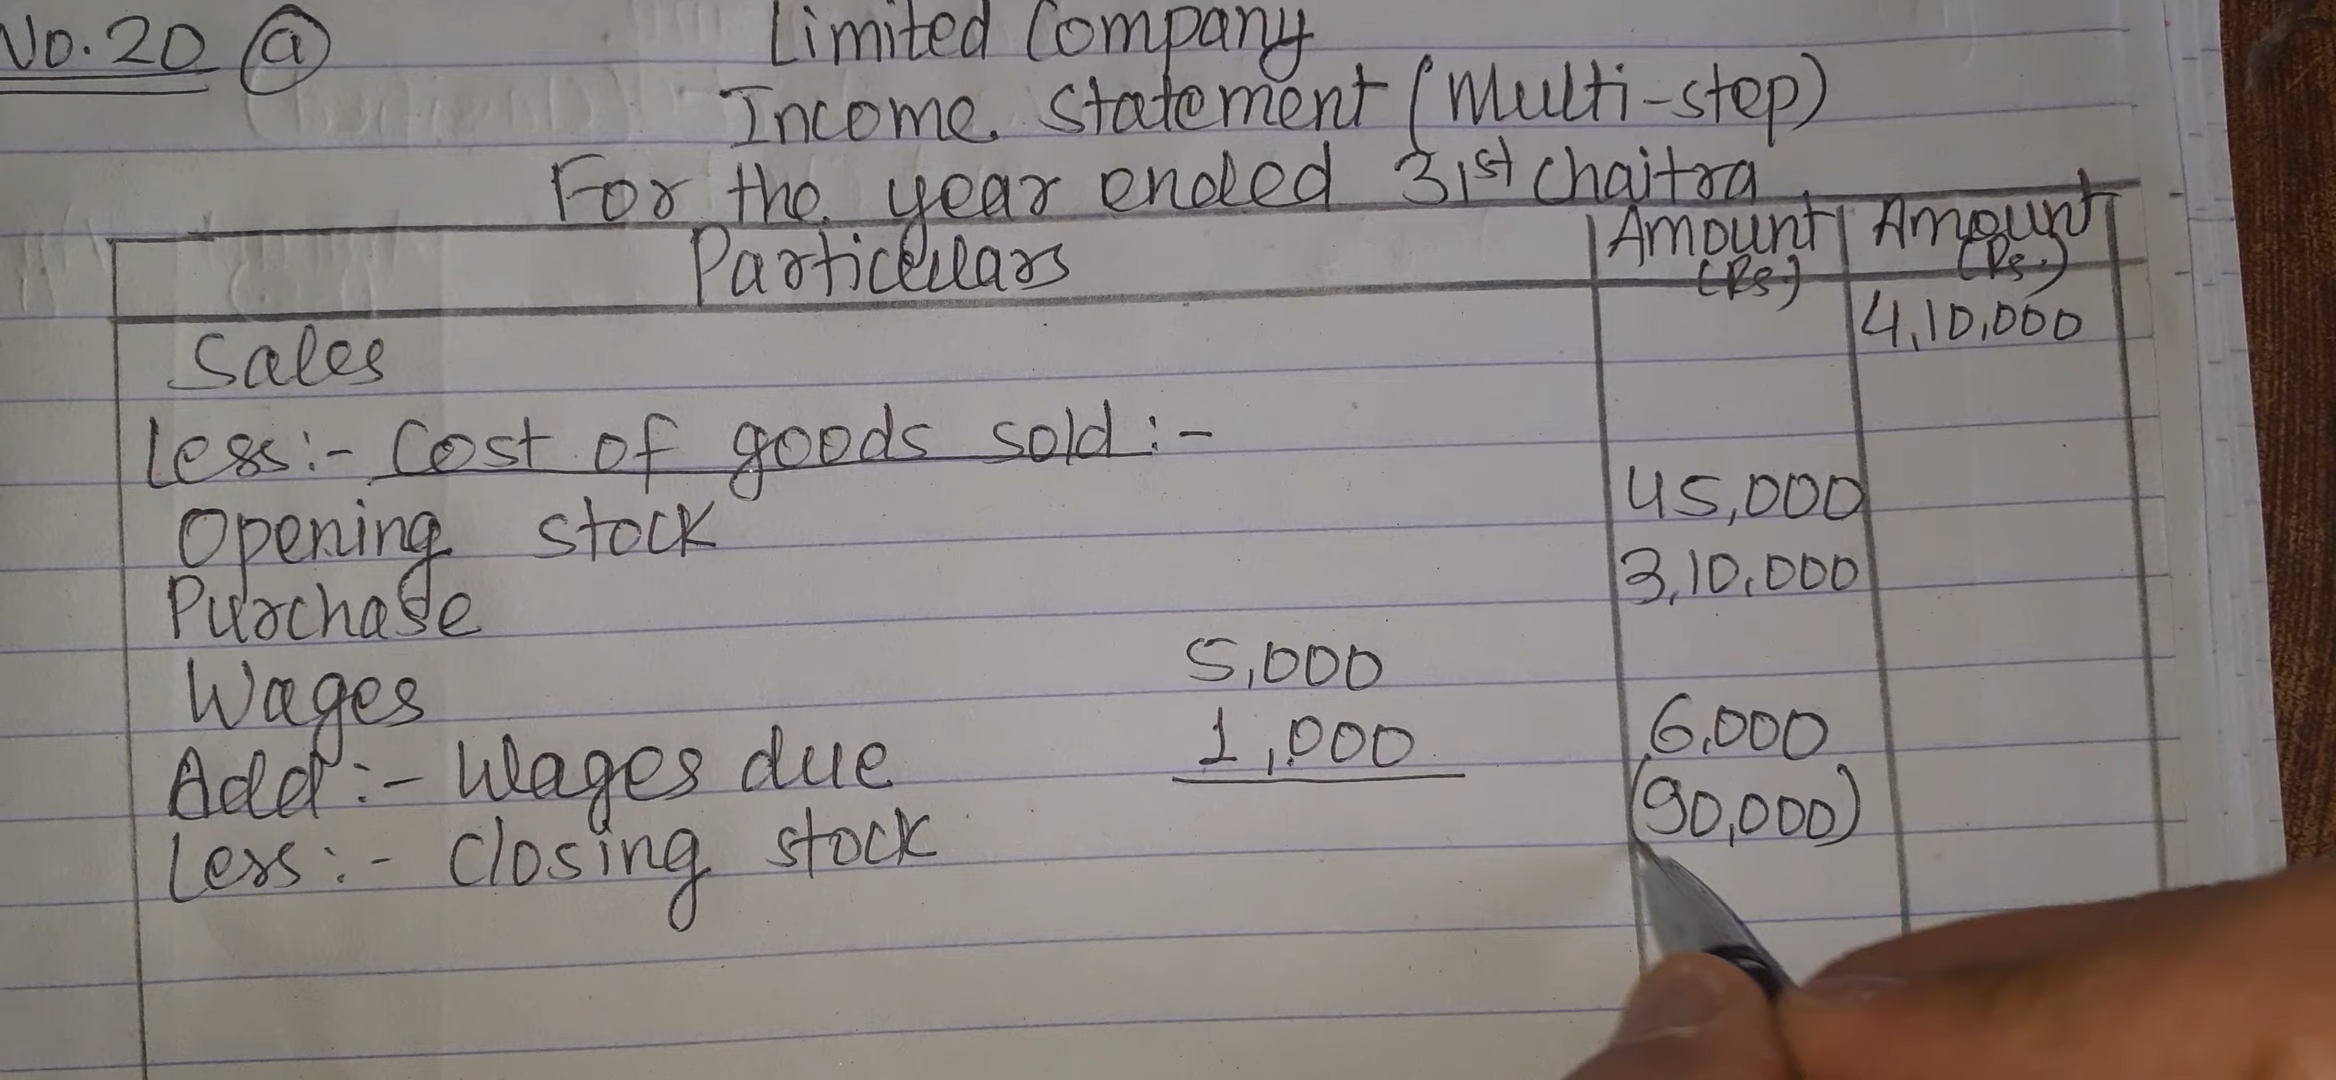 No. 20 (a)
Limited Company
Income Statement (Multi-step)
For the year ended 31st chaitra
Particulars Amount (Rs.) Amount (Rs.)
Sales 4,10,000
Less:- Cost of goods sold:-
Opening stock 45,000
Purchase 3,10,000
Wages 5,000
Add:- Wages due 1,000 6,000
Less:- Closing stock (90,000)